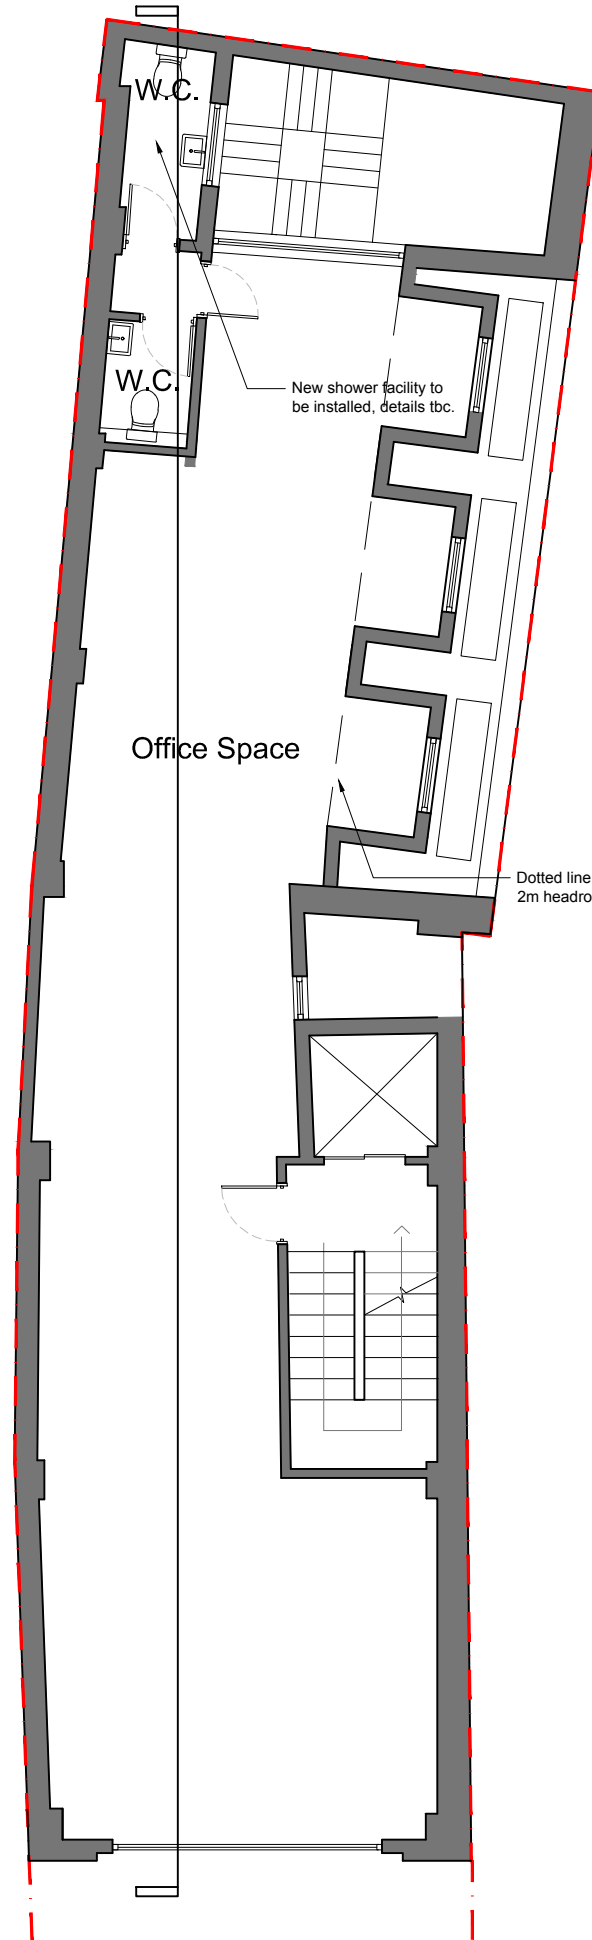 W.C.
New shower facility to
be installed, details tbc.
W.C.
Office Space
Dotted line
2m headro